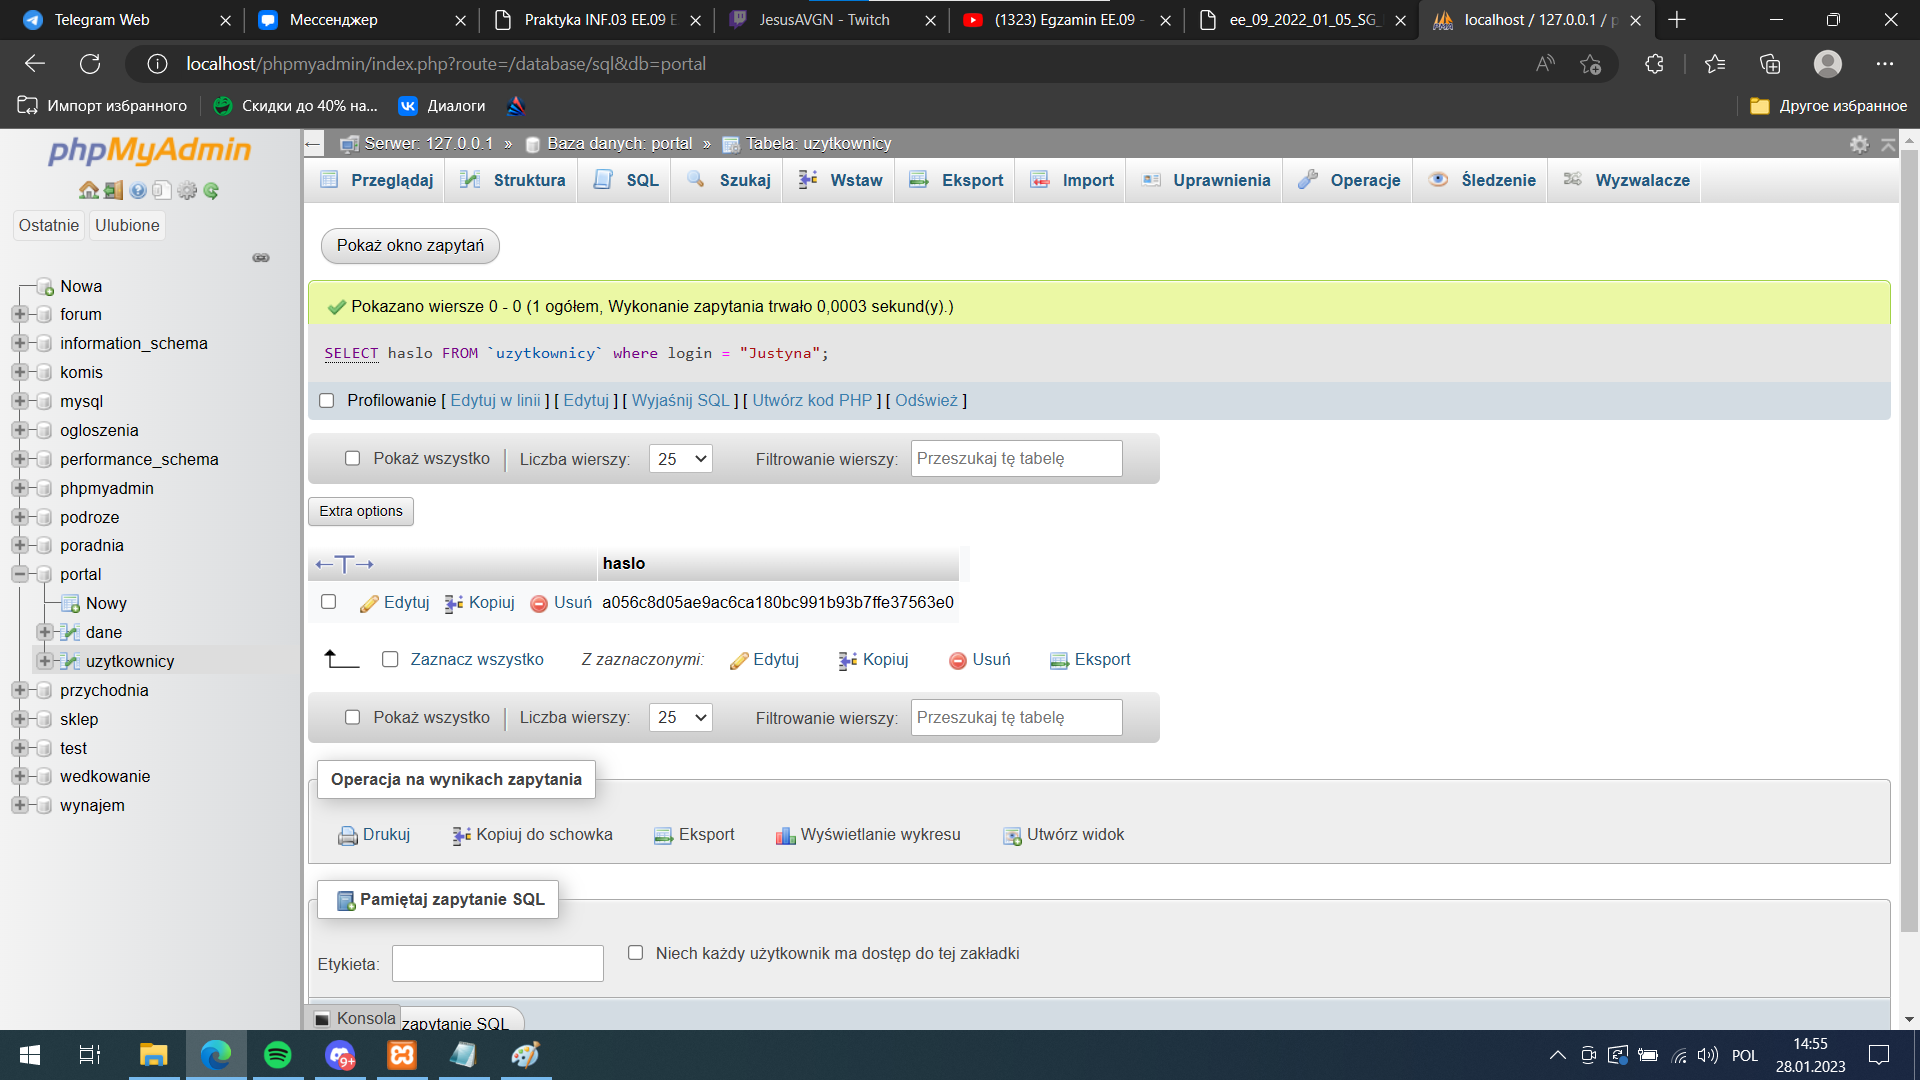 Telegram Web
Мессенджер
Praktyka INF.03 EE.09 E
JesusAVGN - Twitch
(1323) Egzamin EE.09 -
ee_09_2022_01_05_SG_
localhost / 127.0.0.1 / p
localhost/phpmyadmin/index.php?route=/database/sql&db=portal
Импорт избранного
Скидки до 40% на...
Диалоги
Другое избранное
phpMyAdmin
Ostatnie
Ulubione
Nowa
forum
information_schema
komis
mysql
ogloszenia
performance_schema
phpmyadmin
podroze
poradnia
portal
Nowy
dane
uzytkownicy
przychodnia
sklep
test
wedkowanie
wynajem
Serwer: 127.0.0.1 » Baza danych: portal » Tabela: uzytkownicy
Przeglądaj Struktura SQL Szukaj Wstaw Eksport Import Uprawnienia Operacje Śledzenie Wyzwalacze
Pokaż okno zapytań
Pokazano wiersze 0 - 0 (1 ogółem, Wykonanie zapytania trwało 0,0003 sekund(y).)
SELECT haslo FROM `uzytkownicy` where login = "Justyna";
Profilowanie [ Edytuj w linii ] [ Edytuj ] [ Wyjaśnij SQL ] [ Utwórz kod PHP ] [ Odśwież ]
Pokaż wszystko Liczba wierszy: 25 Filtrowanie wierszy: Przeszukaj tę tabelę
Extra options
←T→ haslo
Edytuj Kopiuj Usuń a056c8d05ae9ac6ca180bc991b93b7ffe37563e0
Zaznacz wszystko Z zaznaczonymi: Edytuj Kopiuj Usuń Eksport
Pokaż wszystko Liczba wierszy: 25 Filtrowanie wierszy: Przeszukaj tę tabelę
Operacja na wynikach zapytania
Drukuj Kopiuj do schowka Eksport Wyświetlanie wykresu Utwórz widok
Pamiętaj zapytanie SQL
Etykieta: Niech każdy użytkownik ma dostęp do tej zakładki
Konsola zapytanie SQL
9+
POL
14:55
28.01.2023